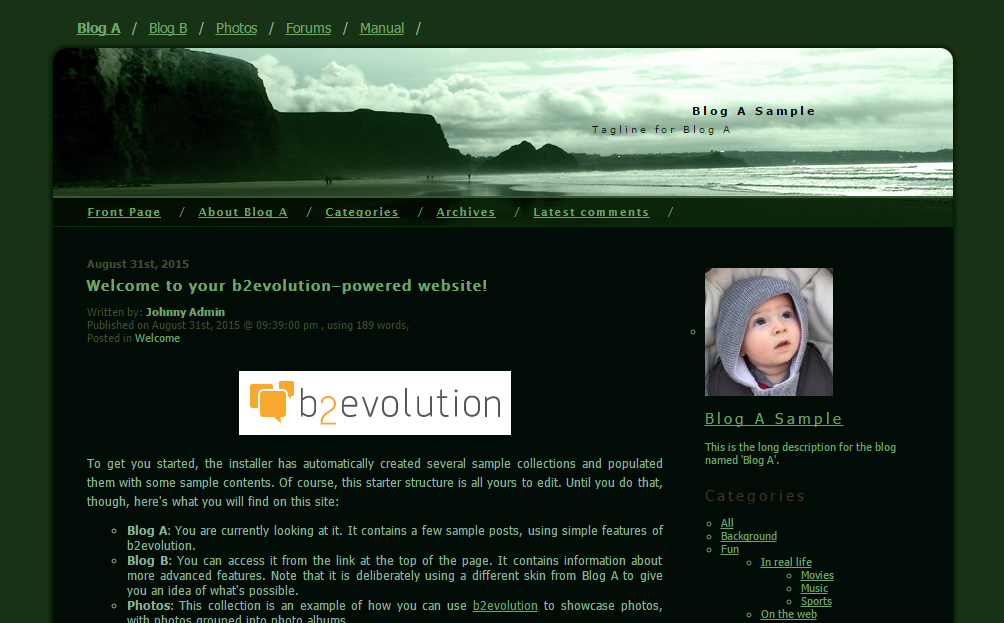 Blog A / Blog B / Photos / Forums / Manual /
Blog A Sample
Tagline for Blog A
Front Page / About Blog A / Categories / Archives / Latest comments /
August 31st, 2015
Welcome to your b2evolution-powered website!
Written by: Johnny Admin
Published on August 31st, 2015 @ 09:39:00 pm , using 189 words,
Posted in Welcome
b2evolution
To get you started, the installer has automatically created several sample collections and populated
them with some sample contents. Of course, this starter structure is all yours to edit. Until you do that,
though, here's what you will find on this site:
Blog A: You are currently looking at it. It contains a few sample posts, using simple features of
b2evolution.
Blog B: You can access it from the link at the top of the page. It contains information about
more advanced features. Note that it is deliberately using a different skin from Blog A to give
you an idea of what's possible.
Photos: This collection is an example of how you can use b2evolution to showcase photos,
with photos grouped into photo albums.
Blog A Sample
This is the long description for the blog
named 'Blog A'.
Categories
All
Background
Fun
In real life
Movies
Music
Sports
On the web